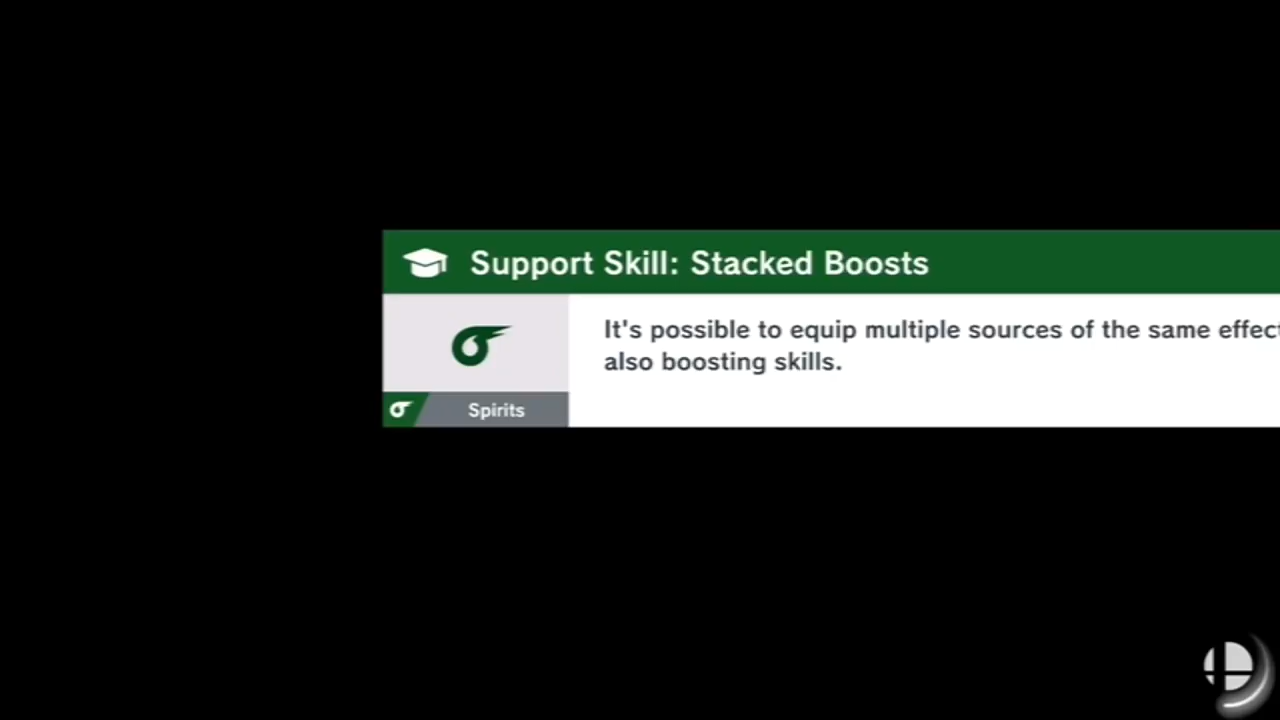 Support Skill: Stacked Boosts
It's possible to equip multiple sources of the same effect
also boosting skills.
Spirits